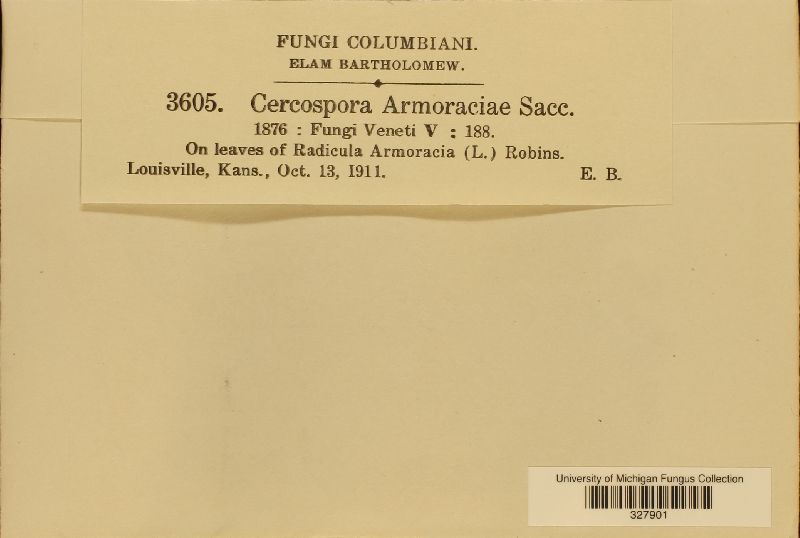 FUNGI COLUMBIANI.
ELAM BARTHOLOMEW.
3605. Cercospora Armoraciae Sacc.
1876 : Fungi Veneti V : 188.
On leaves of Radicula Armoracia (L.) Robins.
Louisville, Kans., Oct. 13, 1911. E. B.
University of Michigan Fungus Collection
327901